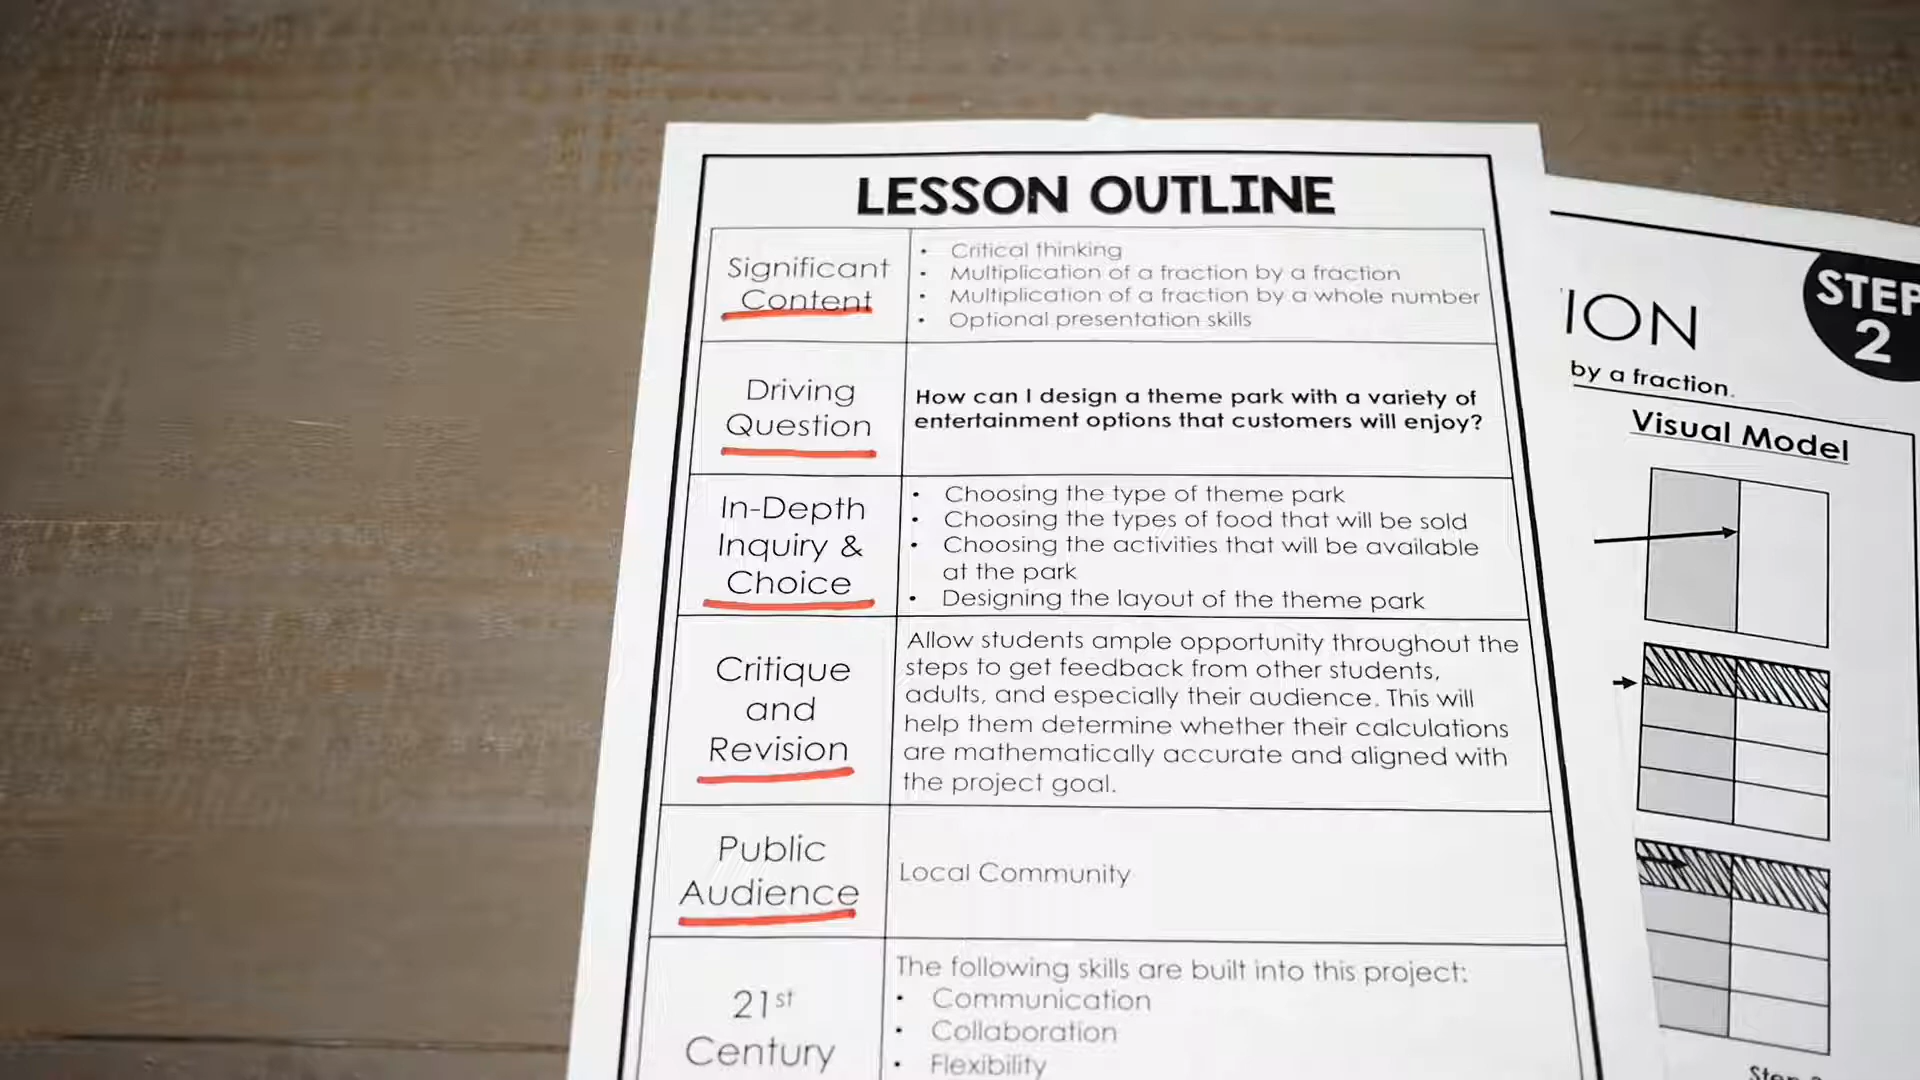 LESSON OUTLINE
Significant
Content
• Critical thinking
• Multiplication of a fraction by a fraction
• Multiplication of a fraction by a whole number
• Optional presentation skills
Driving
Question
How can I design a theme park with a variety of
entertainment options that customers will enjoy?
In-Depth
Inquiry &
Choice
• Choosing the type of theme park
• Choosing the types of food that will be sold
• Choosing the activities that will be available
at the park
• Designing the layout of the theme park
Critique
and
Revision
Allow students ample opportunity throughout the
steps to get feedback from other students,
adults, and especially their audience. This will
help them determine whether their calculations
are mathematically accurate and aligned with
the project goal.
Public
Audience
Local Community
21st
Century
The following skills are built into this project:
• Communication
• Collaboration
• Flexibility
STEP
2
ION
by a fraction.
Visual Model